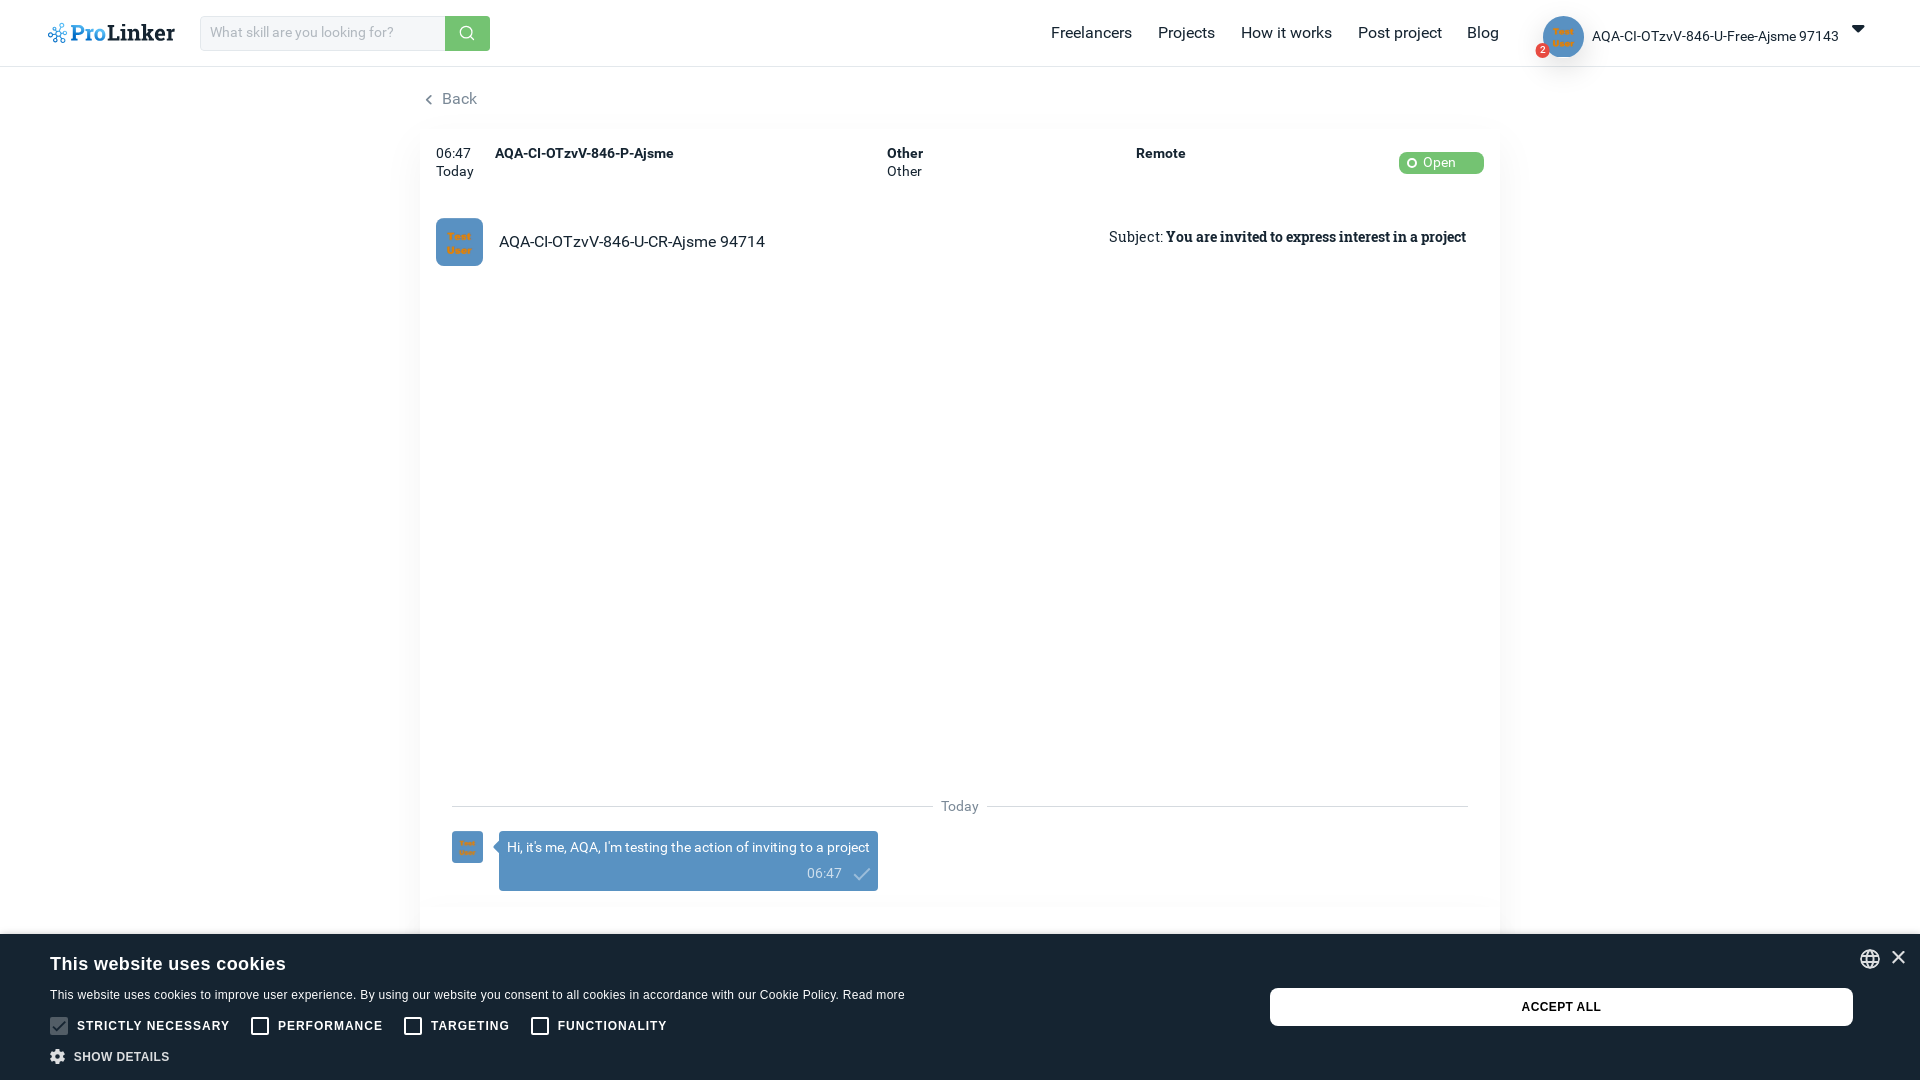 ProLinker
What skill are you looking for?
Freelancers
Projects
How it works
Post project
Blog
Test
User
2
AQA-CI-OTzvV-846-U-Free-Ajsme 97143
Back
06:47
Today
AQA-CI-OTzvV-846-P-Ajsme
Other
Other
Remote
Open
Test
User
AQA-CI-OTzvV-846-U-CR-Ajsme 94714
Subject: You are invited to express interest in a project
Today
Test
User
Hi, it's me, AQA, I'm testing the action of inviting to a project
06:47
This website uses cookies
This website uses cookies to improve user experience. By using our website you consent to all cookies in accordance with our Cookie Policy. Read more
STRICTLY NECESSARY
PERFORMANCE
TARGETING
FUNCTIONALITY
SHOW DETAILS
ACCEPT ALL